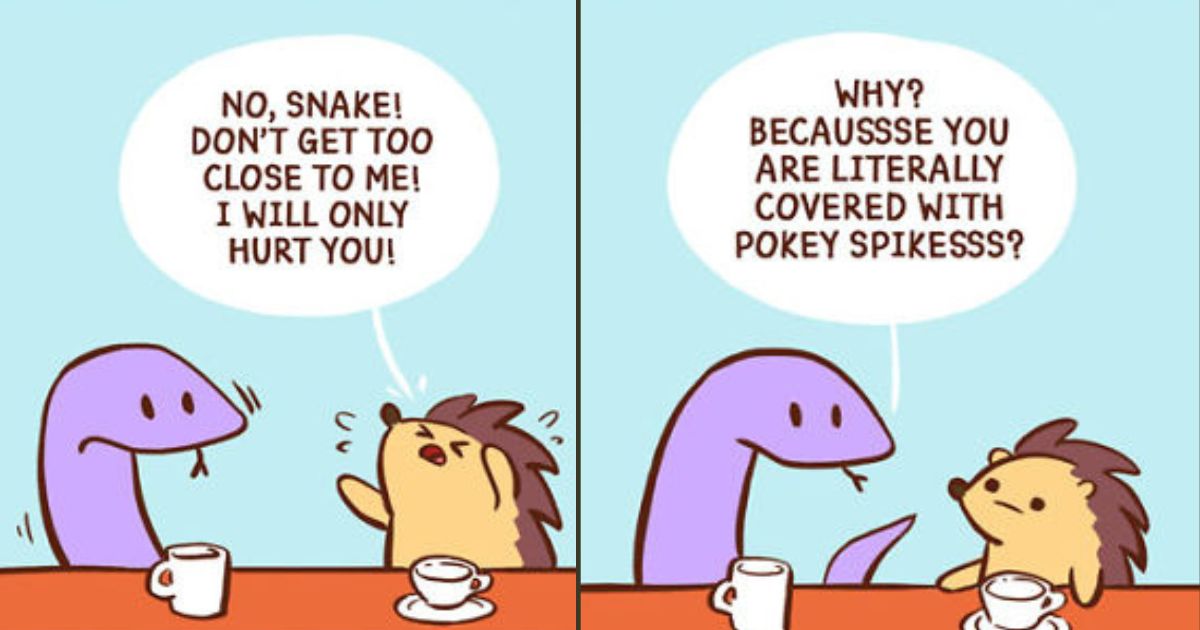 NO, SNAKE!
DON'T GET TOO
CLOSE TO ME!
I WILL ONLY
HURT YOU!
WHY?
BECAUSSSE YOU
ARE LITERALLY
COVERED WITH
POKEY SPIKESSS?